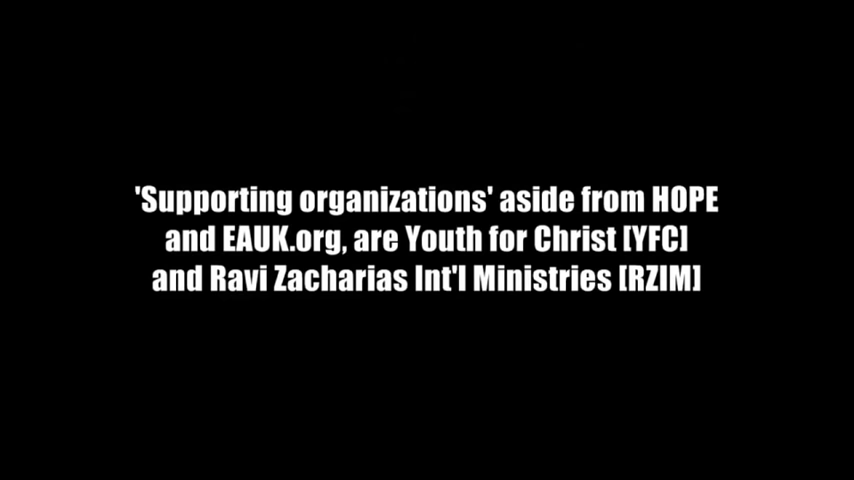 'Supporting organizations' aside from HOPE
and EAUK.org, are Youth for Christ [YFC]
and Ravi Zacharias Int'l Ministries [RZIM]